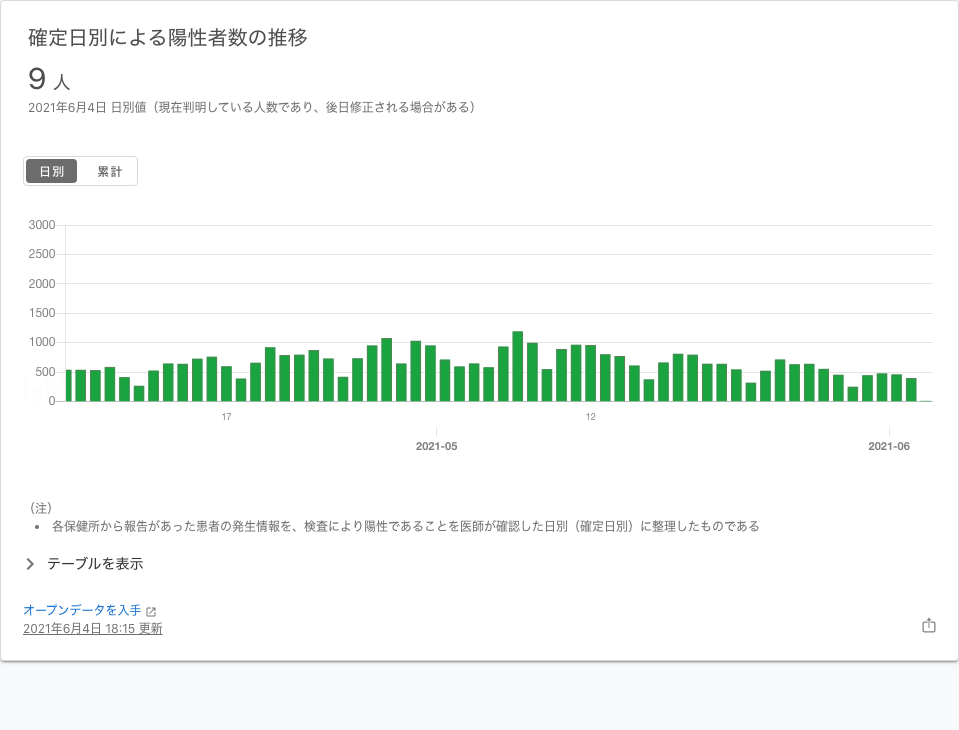 確定日別による陽性者数の推移
9 人
2021年6月4日 日別値（現在判明している人数であり、後日修正される場合がある）
日別 累計
3000
2500
2000
1500
1000
500
0
17 12
2021-05 2021-06
（注）
• 各保健所から報告があった患者の発生情報を、検査により陽性であることを医師が確認した日別（確定日別）に整理したものである
テーブルを表示
オープンデータを入手
2021年6月4日 18:15 更新